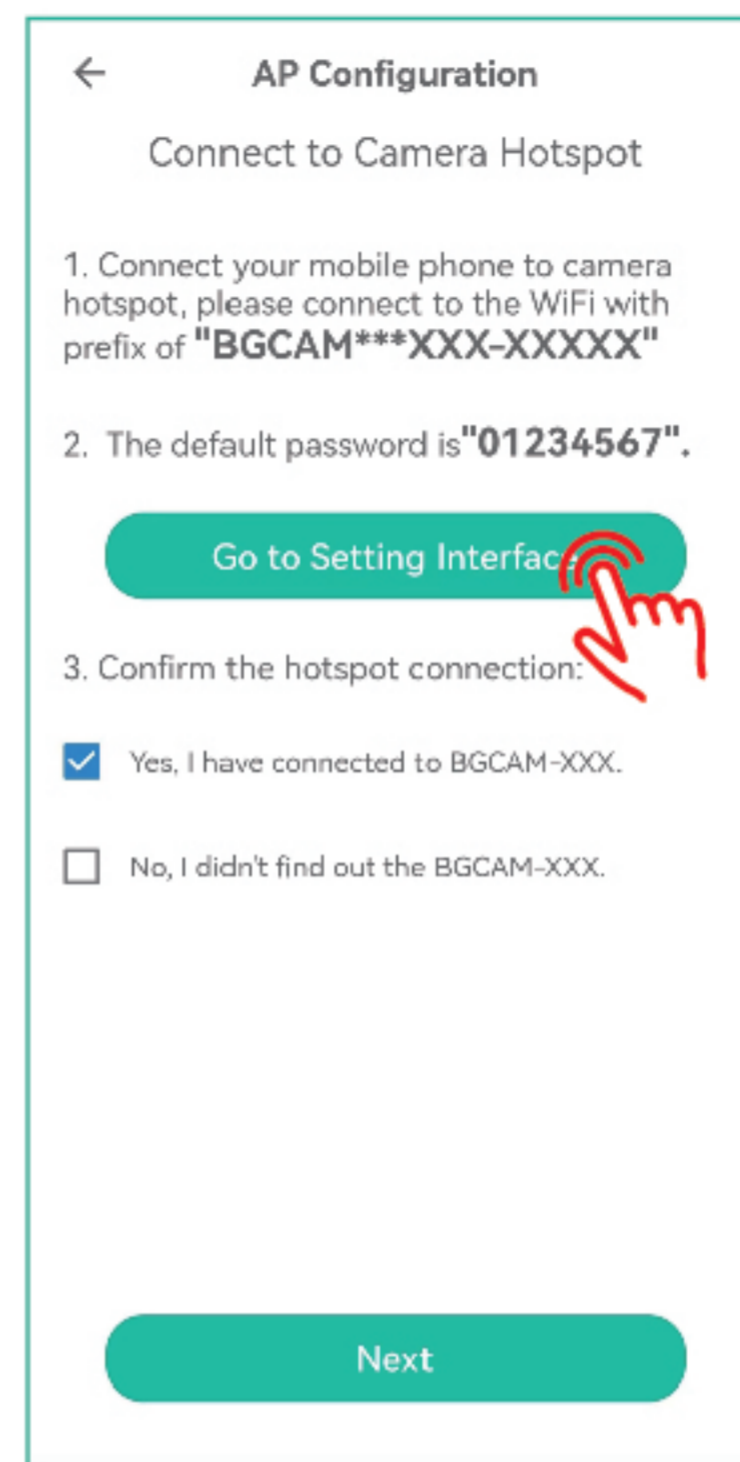 AP Configuration
Connect to Camera Hotspot
1. Connect your mobile phone to camera
hotspot, please connect to the WiFi with
prefix of "BGCAM***XXX-XXXXX"
2. The default password is"01234567".
Go to Setting Interface
3. Confirm the hotspot connection:
Yes, I have connected to BGCAM-XXX.
No, I didn't find out the BGCAM-XXX.
Next